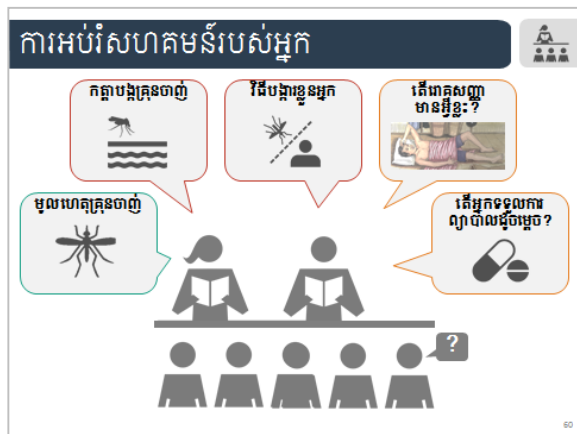 ការអប់រំសហគមន៍របស់អ្នក
កត្តាបង្កគ្រុនចាញ់
វិធីបង្ការខ្លួនអ្នក
តើរោគសញ្ញា
មានអ្វីខ្លះ?
មូលហេតុគ្រុនចាញ់
តើអ្នកទទួលការ
ព្យាបាលដូចម្តេច?
?
60